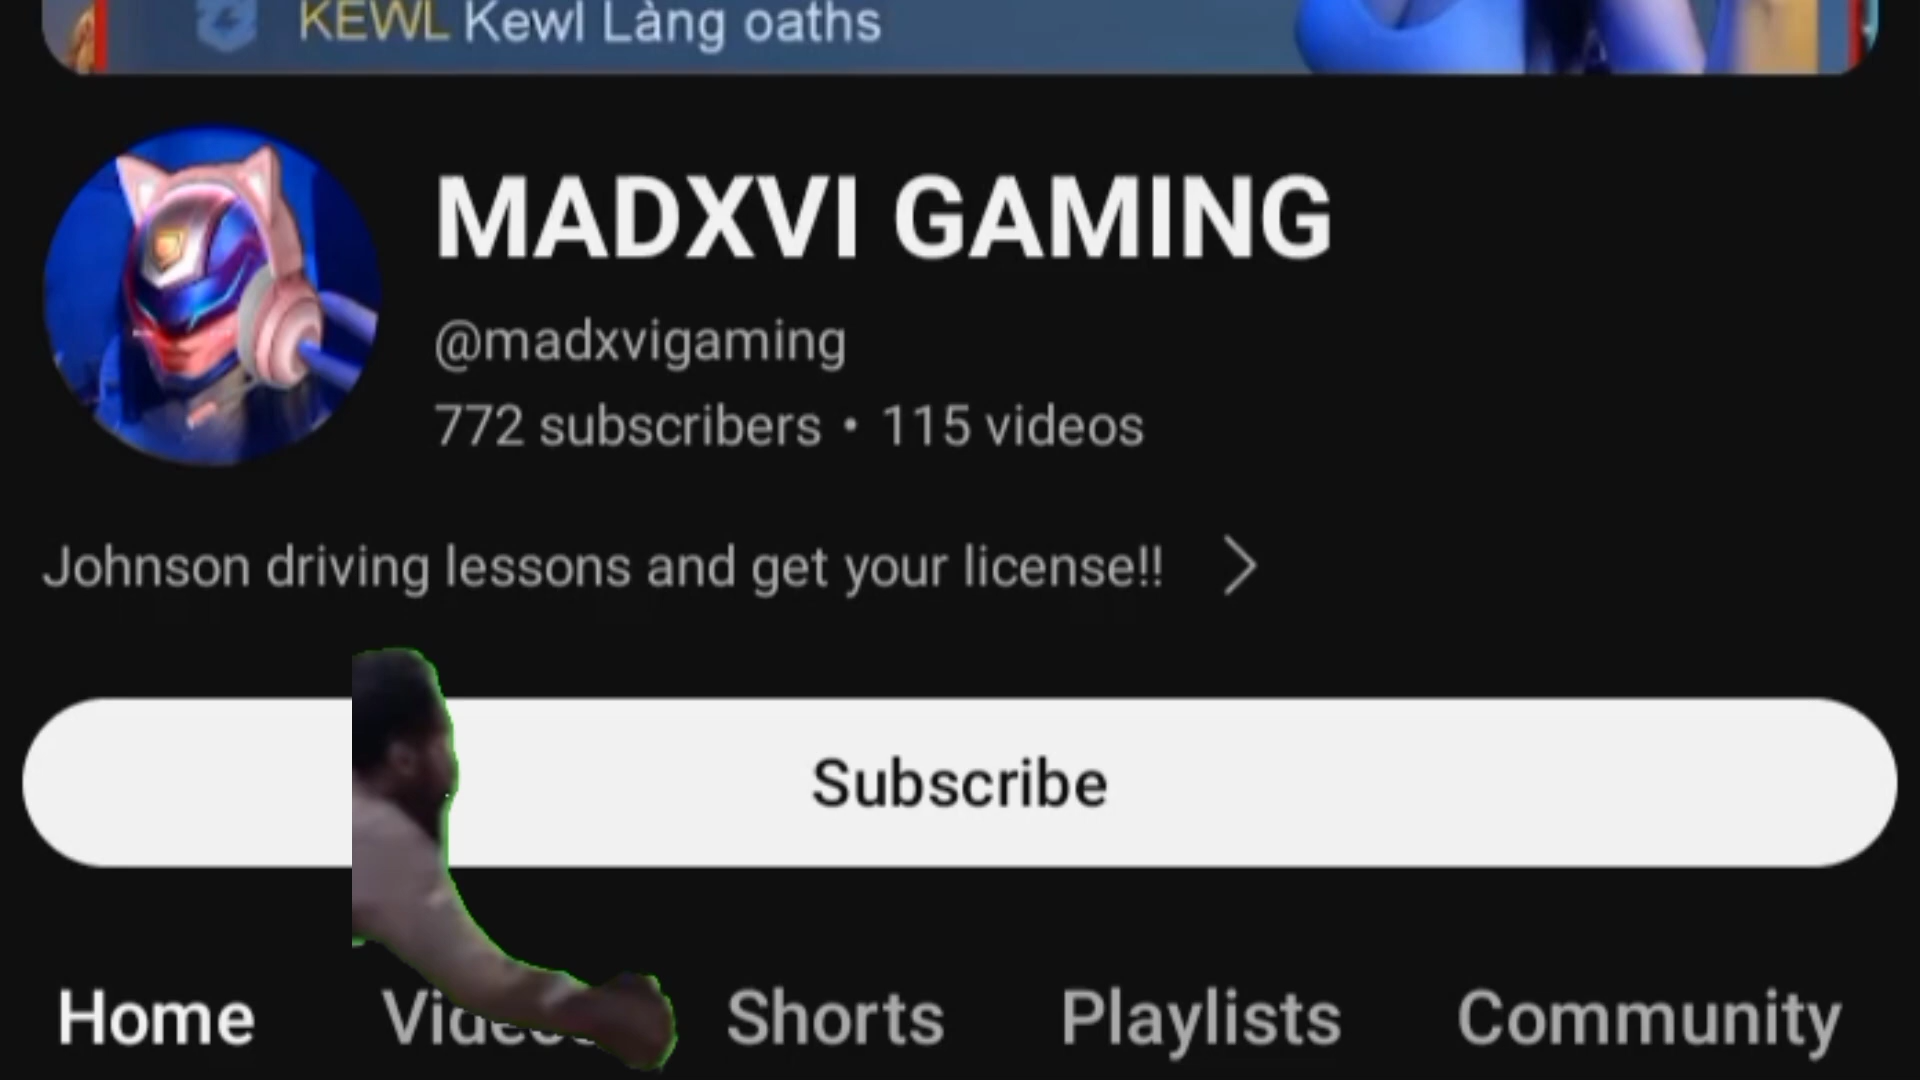 KEWL Kewl Làng oaths
MADXVI GAMING
@madxvigaming
772 subscribers • 115 videos
Johnson driving lessons and get your license!!
Subscribe
Home Videos Shorts Playlists Community